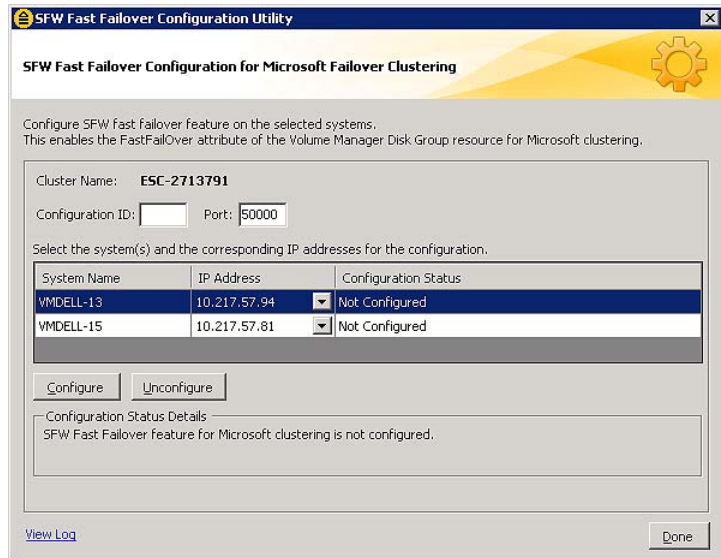 SFW Fast Failover Configuration Utility
SFW Fast Failover Configuration for Microsoft Failover Clustering
Configure SFW fast failover feature on the selected systems.
This enables the FastFailOver attribute of the Volume Manager Disk Group resource for Microsoft clustering.
Cluster Name: ESC-2713791
Configuration ID: Port: 50000
Select the system(s) and the corresponding IP addresses for the configuration.
System Name IP Address Configuration Status
VMDELL-13 10.217.57.94 Not Configured
VMDELL-15 10.217.57.81 Not Configured
Configure Unconfigure
Configuration Status Details
SFW Fast Failover feature for Microsoft clustering is not configured.
View Log Done